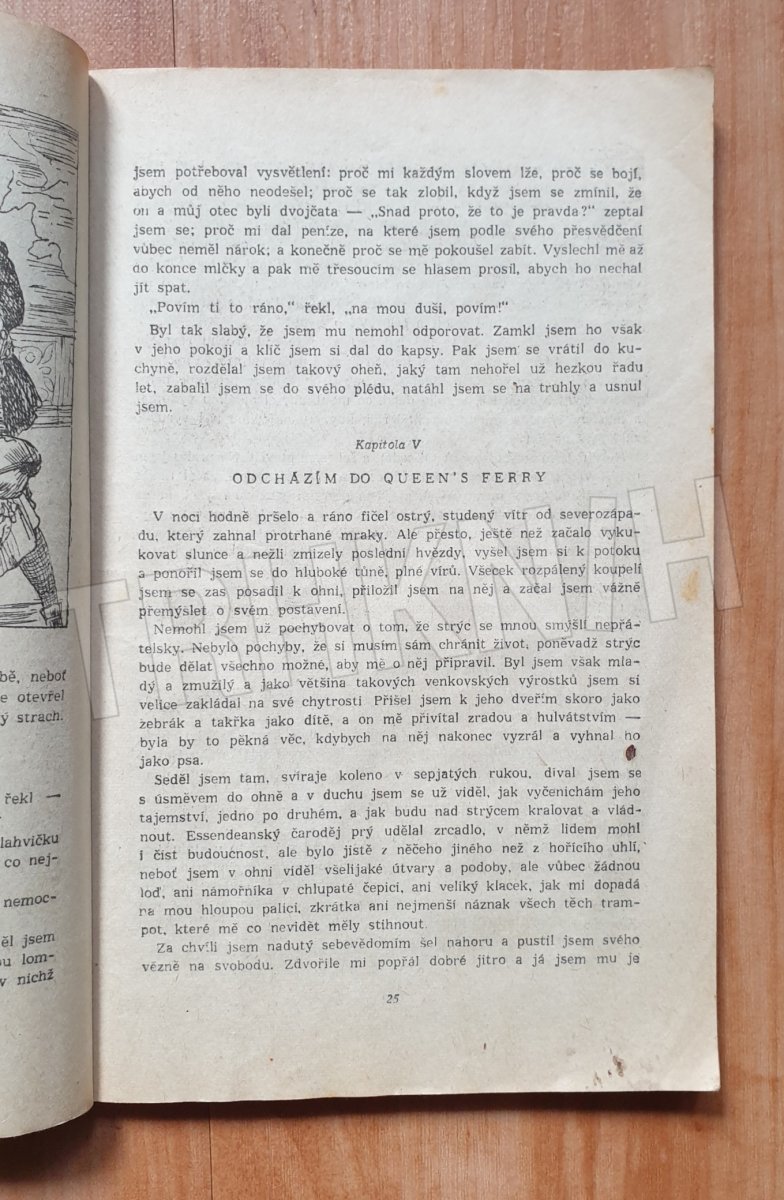 bě, neboť
e otevřel
ý strach.
řekl —
lahvičku
co nej-
nemoc-
ěl jsem
ou lom-
v nichž
jsem potřeboval vysvětlení: proč mi každým slovem lže, proč se bojí,
abych od něho neodešel; proč se tak zlobil, když jsem se zmínil, že
on a můj otec byli dvojčata — „Snad proto, že to je pravda?“ zeptal
jsem se; proč mi dal peníze, na které jsem podle svého přesvědčení
vůbec neměl nárok; a konečně proč se mě pokoušel zabít. Vyslechl mě až
do konce mlčky a pak mě třesoucím se hlasem prosil, abych ho nechal
jít spat.
„Povím ti to ráno,“ řekl, „na mou duši, povím!“
Byl tak slabý, že jsem mu nemohl odporovat. Zamkl jsem ho však
v jeho pokoji a klíč jsem si dal do kapsy. Pak jsem se vrátil do ku-
chyně, rozdělal jsem takový oheň, jaký tam nehořel už hezkou řadu
let, zabalil jsem se do svého plédu, natáhl jsem se na truhly a usnul
jsem.
Kapitola V
ODCHÁZÍM DO QUEEN'S FERRY
V noci hodně pršelo a ráno fičel ostrý, studený vítr od severozápa-
du, který zahnal protrhané mraky. Ale přesto, ještě než začalo vyku-
kovat slunce a nežli zmizely poslední hvězdy, vyšel jsem si k potoku
a ponořil jsem se do hluboké tůně, plné vírů. Všecek rozpálený koupelí
jsem se zas posadil k ohni, přiložil jsem na něj a začal jsem vážně
přemýšlet o svém postavení.
Nemohl jsem už pochybovat o tom, že strýc se mnou smýšlí nepřá-
telsky. Nebylo pochyby, že si musím sám chránit život, poněvadž strýc
bude dělat všechno možné, aby mě o něj připravil. Byl jsem však mla-
dý a zmužilý a jako většina takových venkovských výrostků jsem si
velice zakládal na své chytrosti Přišel jsem k jeho dveřím skoro jako
žebrák a takřka jako dítě, a on mě přivítal zradou a hulvátstvím —
byla by to pěkná věc, kdybych na něj nakonec vyzrál a vyhnal ho
jako psa.
Seděl jsem tam, svíraje koleno v sepjatých rukou, díval jsem se
s úsměvem do ohně a v duchu jsem se už viděl, jak vyčenichám jeho
tajemství, jedno po druhém, a jak budu nad strýcem kralovat a vlád-
nout. Essendeanský čaroděj prý udělal zrcadlo, v němž lidem mohl
i číst budoucnost, ale bylo jistě z něčeho jiného než z hořícího uhlí,
neboť jsem v ohni viděl všelijaké útvary a podoby, ale vůbec žádnou
loď, ani námořníka v chlupaté čepici, ani veliký klacek, jak mi dopadá
na mou hloupou palici, zkrátka ani nejmenší náznak všech těch tram-
pot, které mě co nevidět měly stihnout.
Za chvíli jsem nadutý sebevědomím šel nahoru a pustil jsem svého
vězně na svobodu. Zdvořile mi popřál dobré jitro a já jsem mu je
25